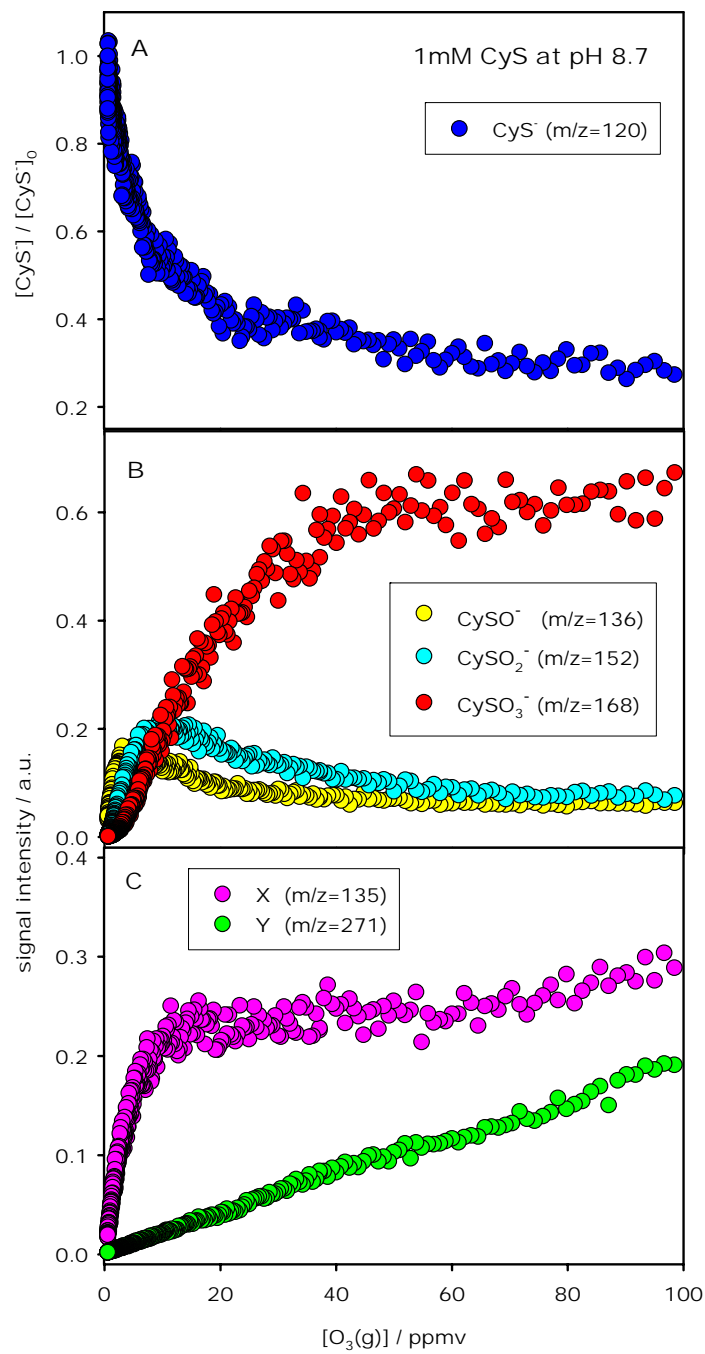 A
1mM CyS at pH 8.7
CyS⁻ (m/z=120)
[CyS⁻] / [CyS⁻]₀
1.0
0.8
0.6
0.4
0.2
B
CySO⁻ (m/z=136)
CySO₂⁻ (m/z=152)
CySO₃⁻ (m/z=168)
0.6
0.4
0.2
0.0
signal intensity / a.u.
C
X (m/z=135)
Y (m/z=271)
0.4
0.3
0.2
0.1
0.0
0 20 40 60 80 100
[O₃(g)] / ppmv